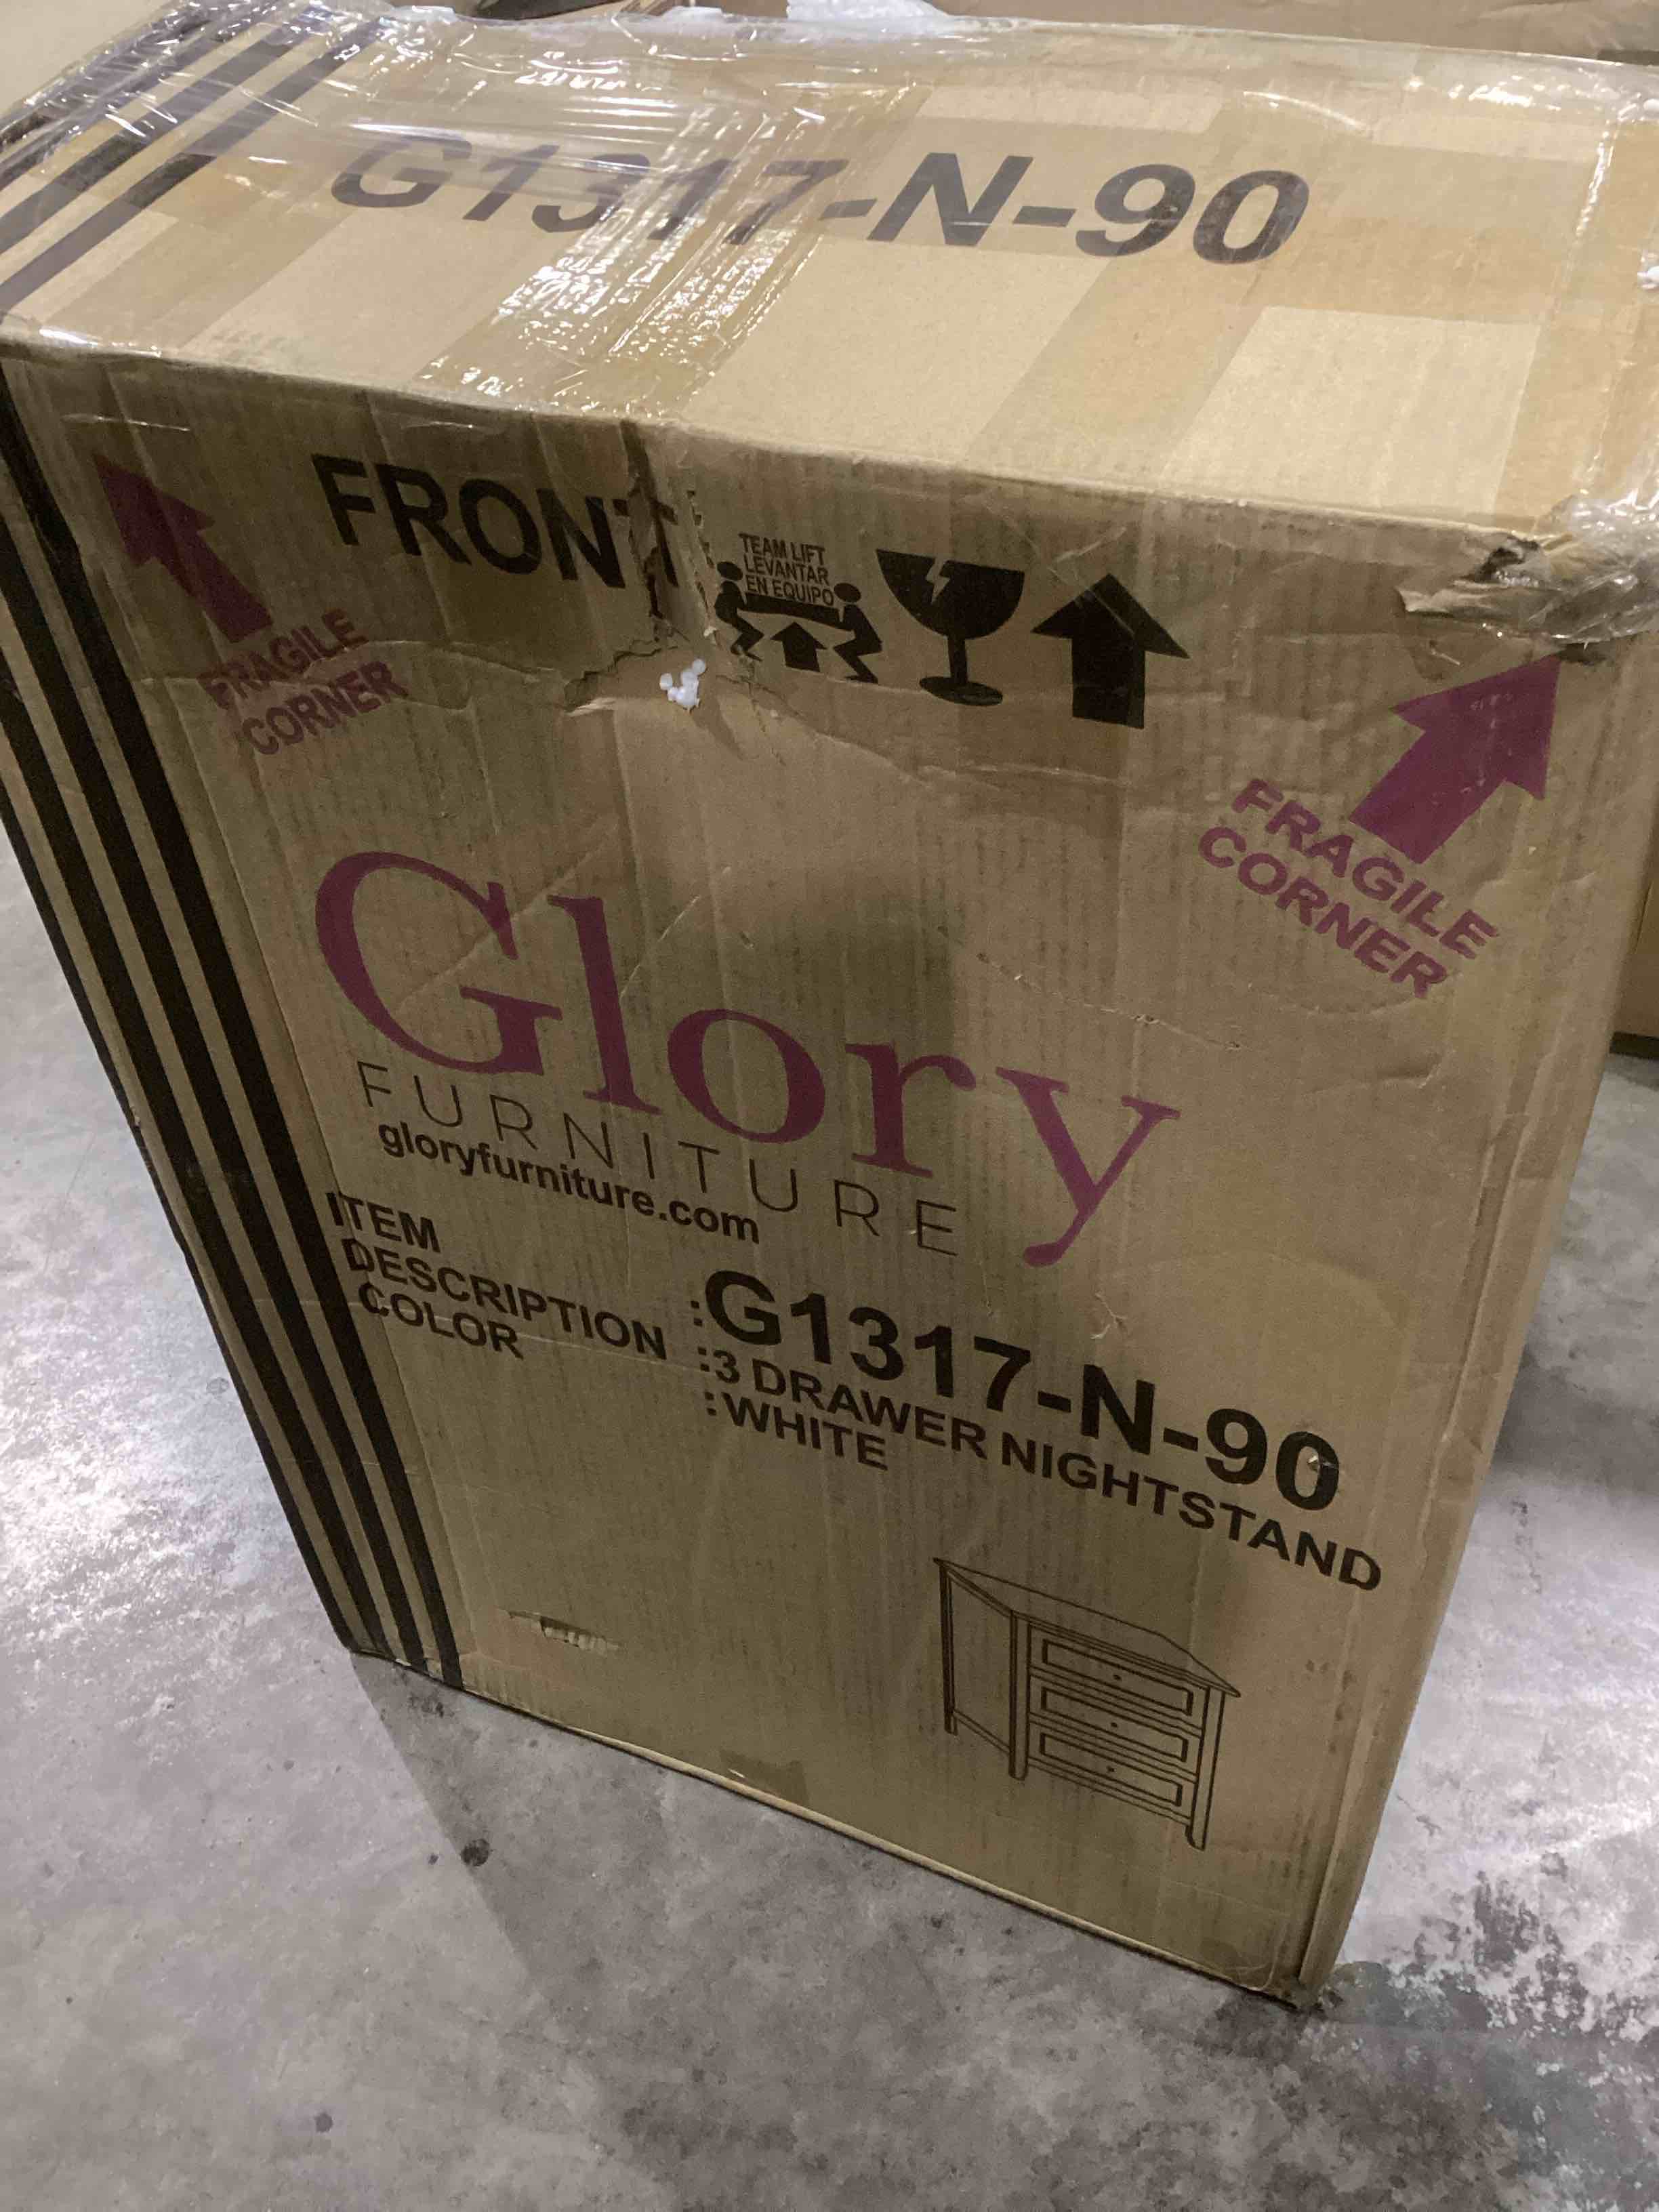 G1317-N-90
FRONT
TEAM LIFT
LEVANTAR
EN EQUIPO
FRAGILE
CORNER
FRAGILE
CORNER
Glory
FURNITURE
gloryfurniture.com
ITEM :G1317-N-90
DESCRIPTION :3 DRAWER NIGHTSTAND
COLOR :WHITE